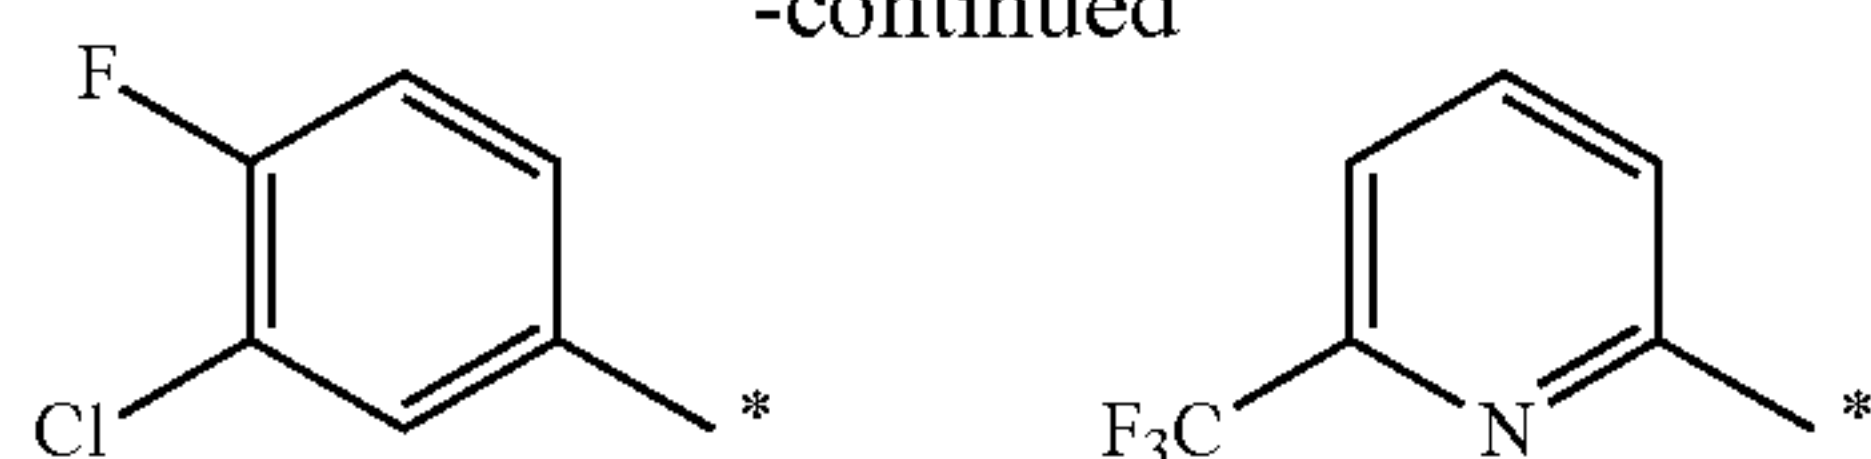 -continued
F
Cl *
F₃C N *